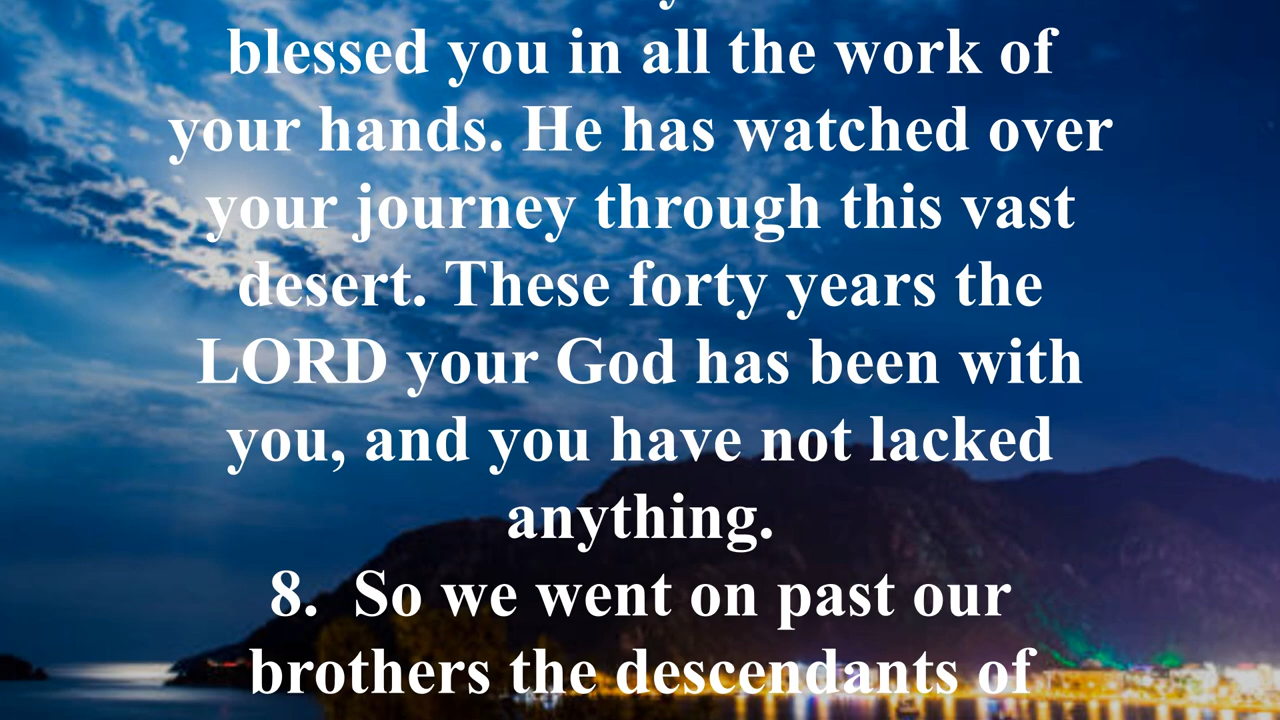 blessed you in all the work of
your hands. He has watched over
your journey through this vast
desert. These forty years the
LORD your God has been with
you, and you have not lacked
anything.
8.  So we went on past our
brothers the descendants of